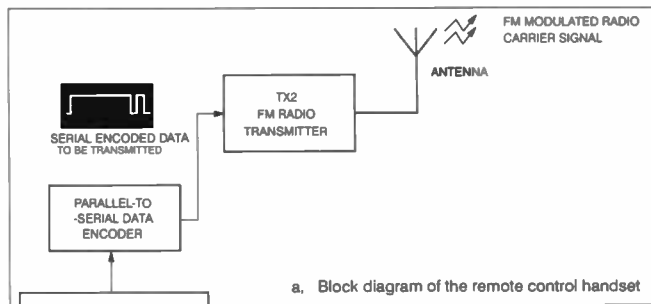 FM MODULATED RADIO
CARRIER SIGNAL
ANTENNA
TX2
FM RADIO
TRANSMITTER
SERIAL ENCODED DATA
TO BE TRANSMITTED
PARALLEL-TO
-SERIAL DATA
ENCODER
a, Block diagram of the remote control handset